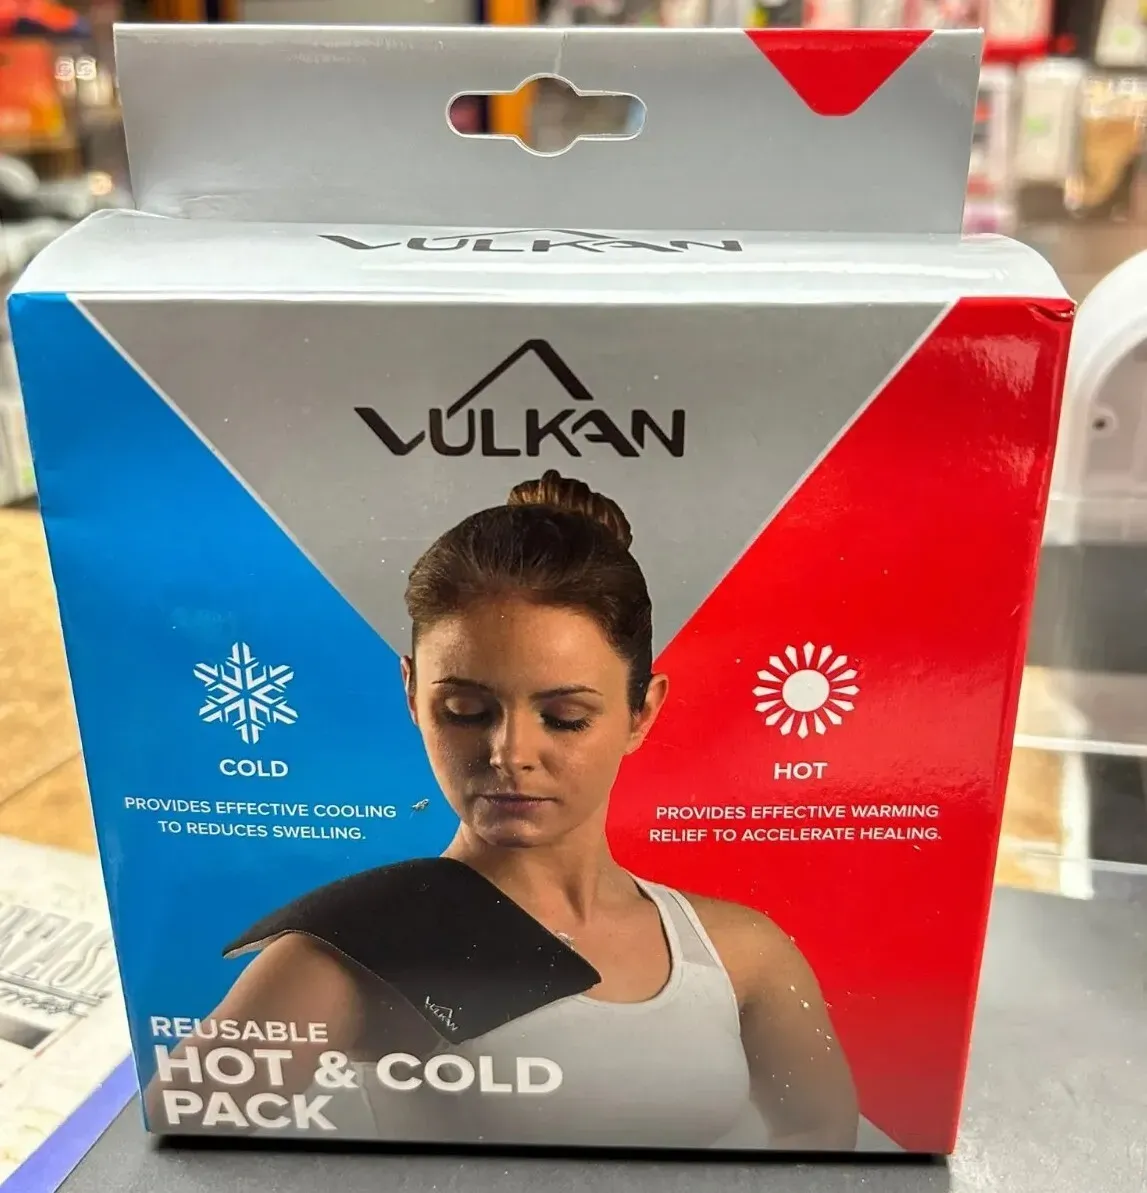 VULKAN
VULKAN
COLD
PROVIDES EFFECTIVE COOLING
TO REDUCES SWELLING.
HOT
PROVIDES EFFECTIVE WARMING
RELIEF TO ACCELERATE HEALING.
VULKAN
REUSABLE
HOT & COLD
PACK